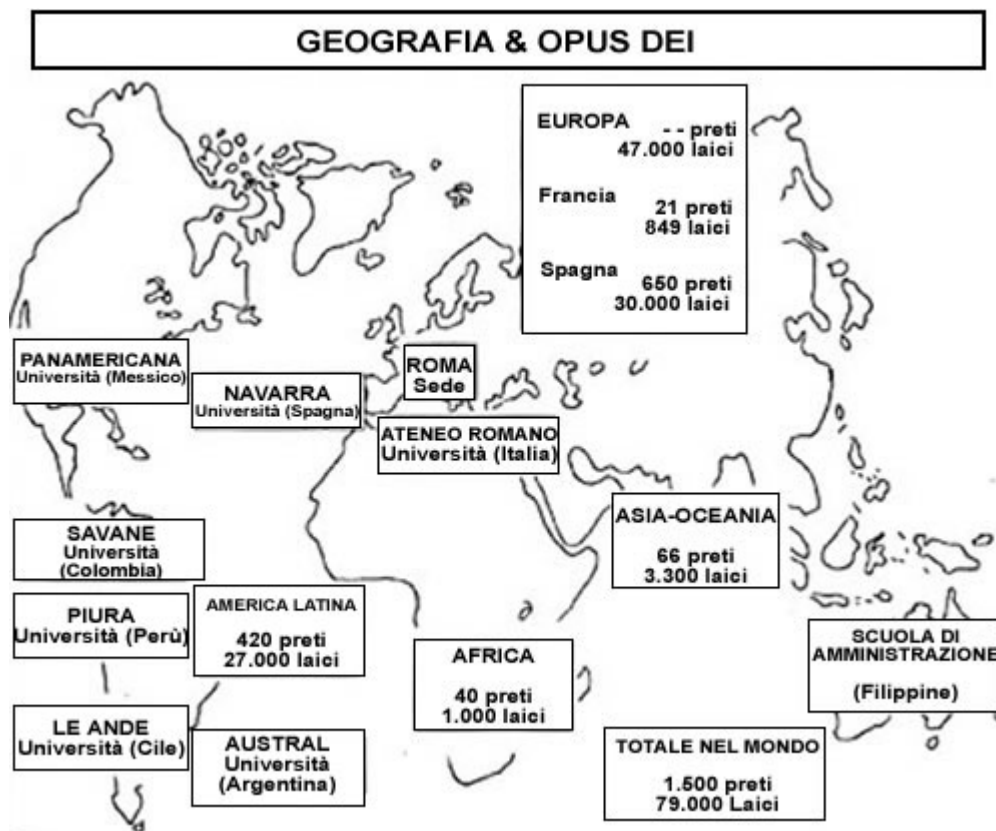 GEOGRAFIA & OPUS DEI
EUROPA - - preti
47.000 laici
Francia
21 preti
849 laici
Spagna
650 preti
30.000 laici
PANAMERICANA
Università (Messico)
NAVARRA
Università (Spagna)
ROMA
Sede
ATENEO ROMANO
Università (Italia)
SAVANE
Università
(Colombia)
ASIA-OCEANIA
66 preti
3.300 laici
PIURA
Università (Perù)
AMERICA LATINA
420 preti
27.000 laici
AFRICA
40 preti
1.000 laici
SCUOLA DI
AMMINISTRAZIONE
(Filippine)
LE ANDE
Università (Cile)
AUSTRAL
Università
(Argentina)
TOTALE NEL MONDO
1.500 preti
79.000 Laici